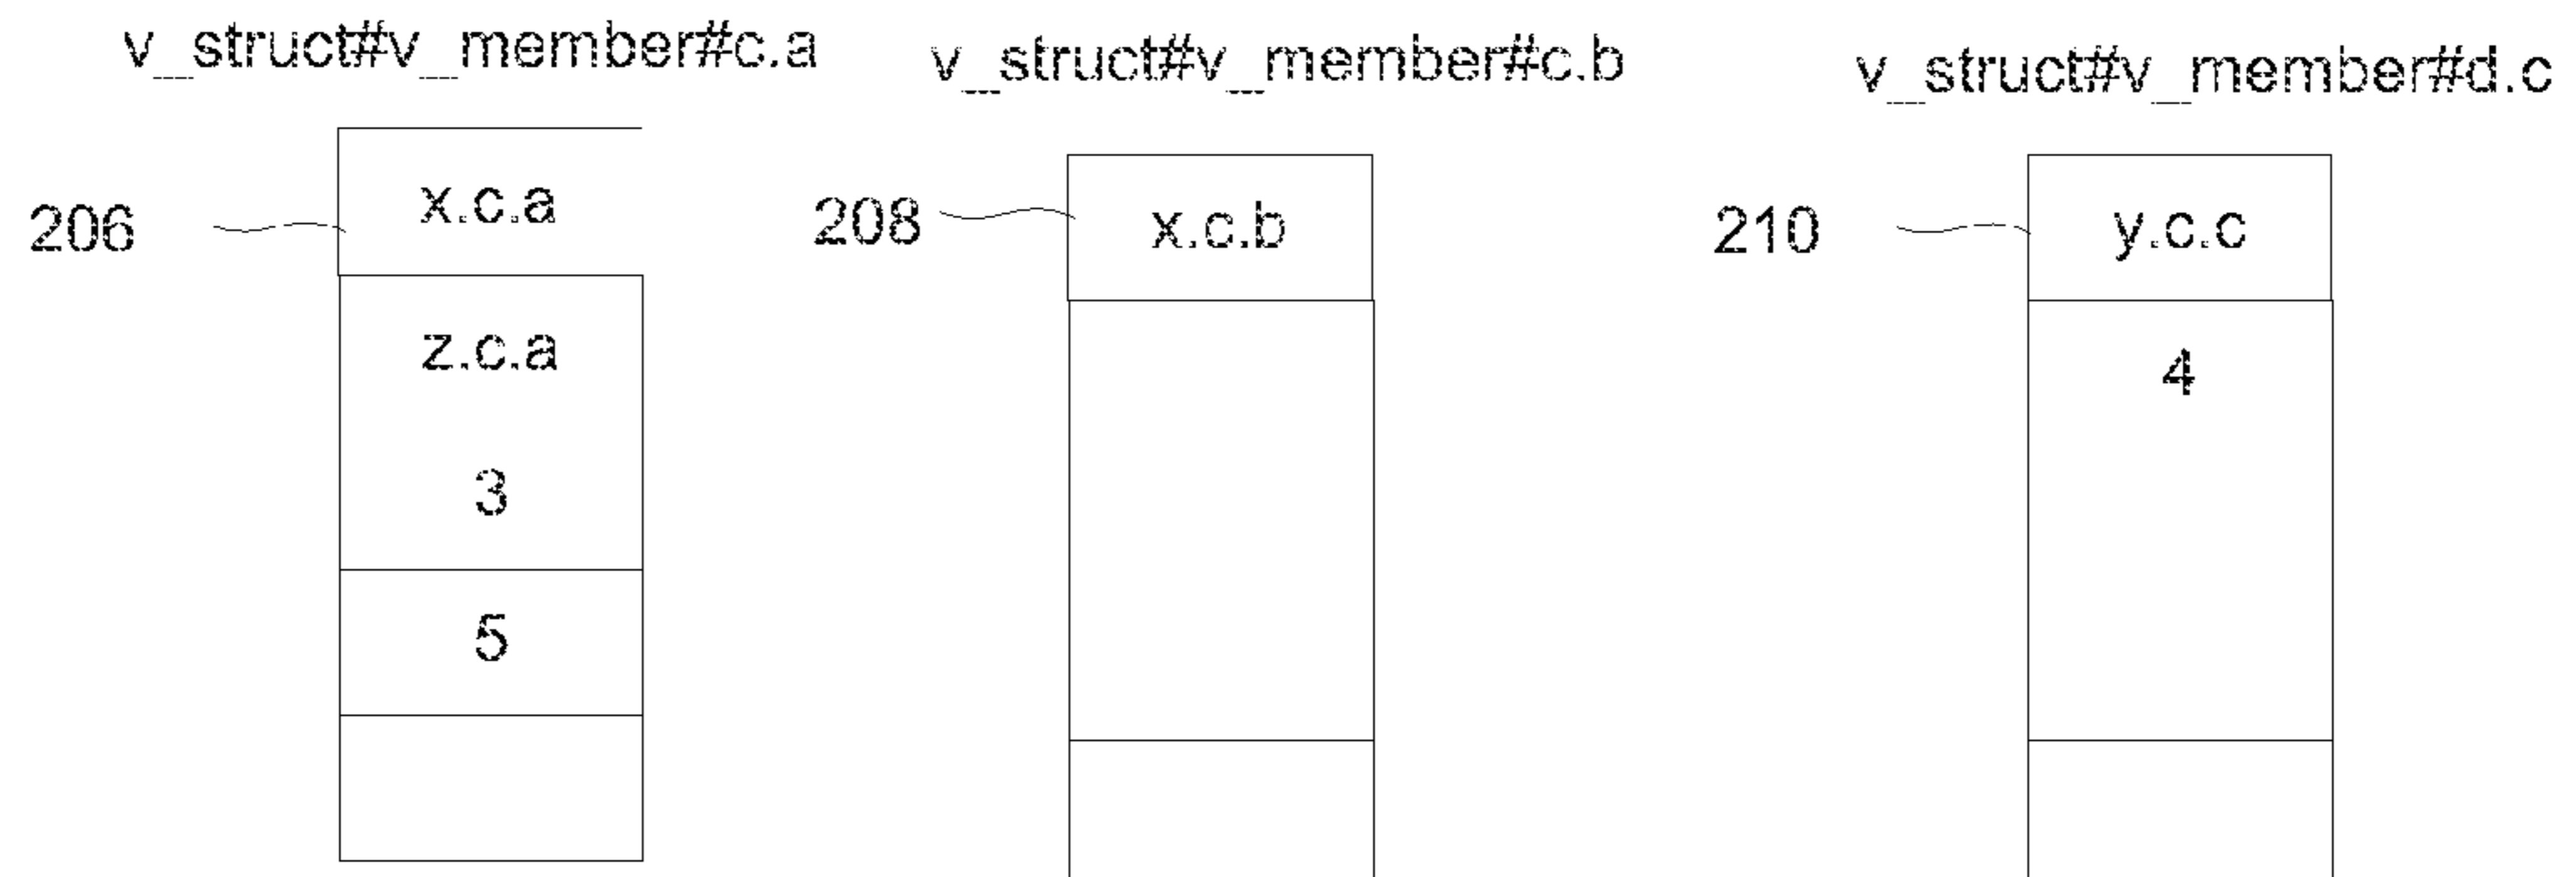 v_struct#v_member#c.a
v_struct#v_member#c.b
v_struct#v_member#d.c
206
x.c.a
z.c.a
3
5
208
x.c.b
210
y.c.c
4